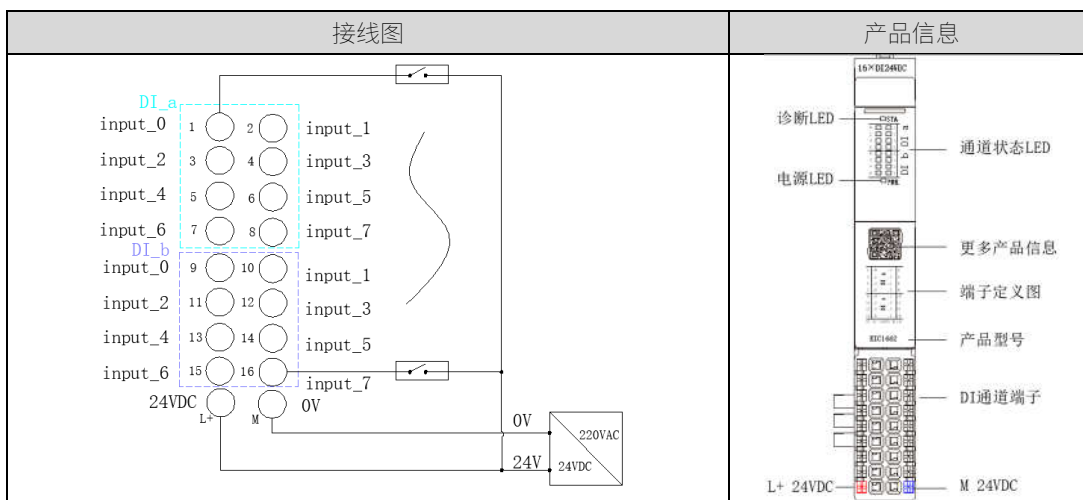 接线图
产品信息
DI_a
input_0 1 2 input_1
input_2 3 4 input_3
input_4 5 6 input_5
input_6 7 8 input_7
DI_b
input_0 9 10 input_1
input_2 11 12 input_3
input_4 13 14 input_5
input_6 15 16 input_7
24VDC L+ M 0V
0V
220VAC
24V
24VDC
16×DI24VDC
诊断LED
STA
DI a
通道状态LED
DI b
电源LED
PWR
更多产品信息
端子定义图
产品型号
DI通道端子
L+ 24VDC
M 24VDC